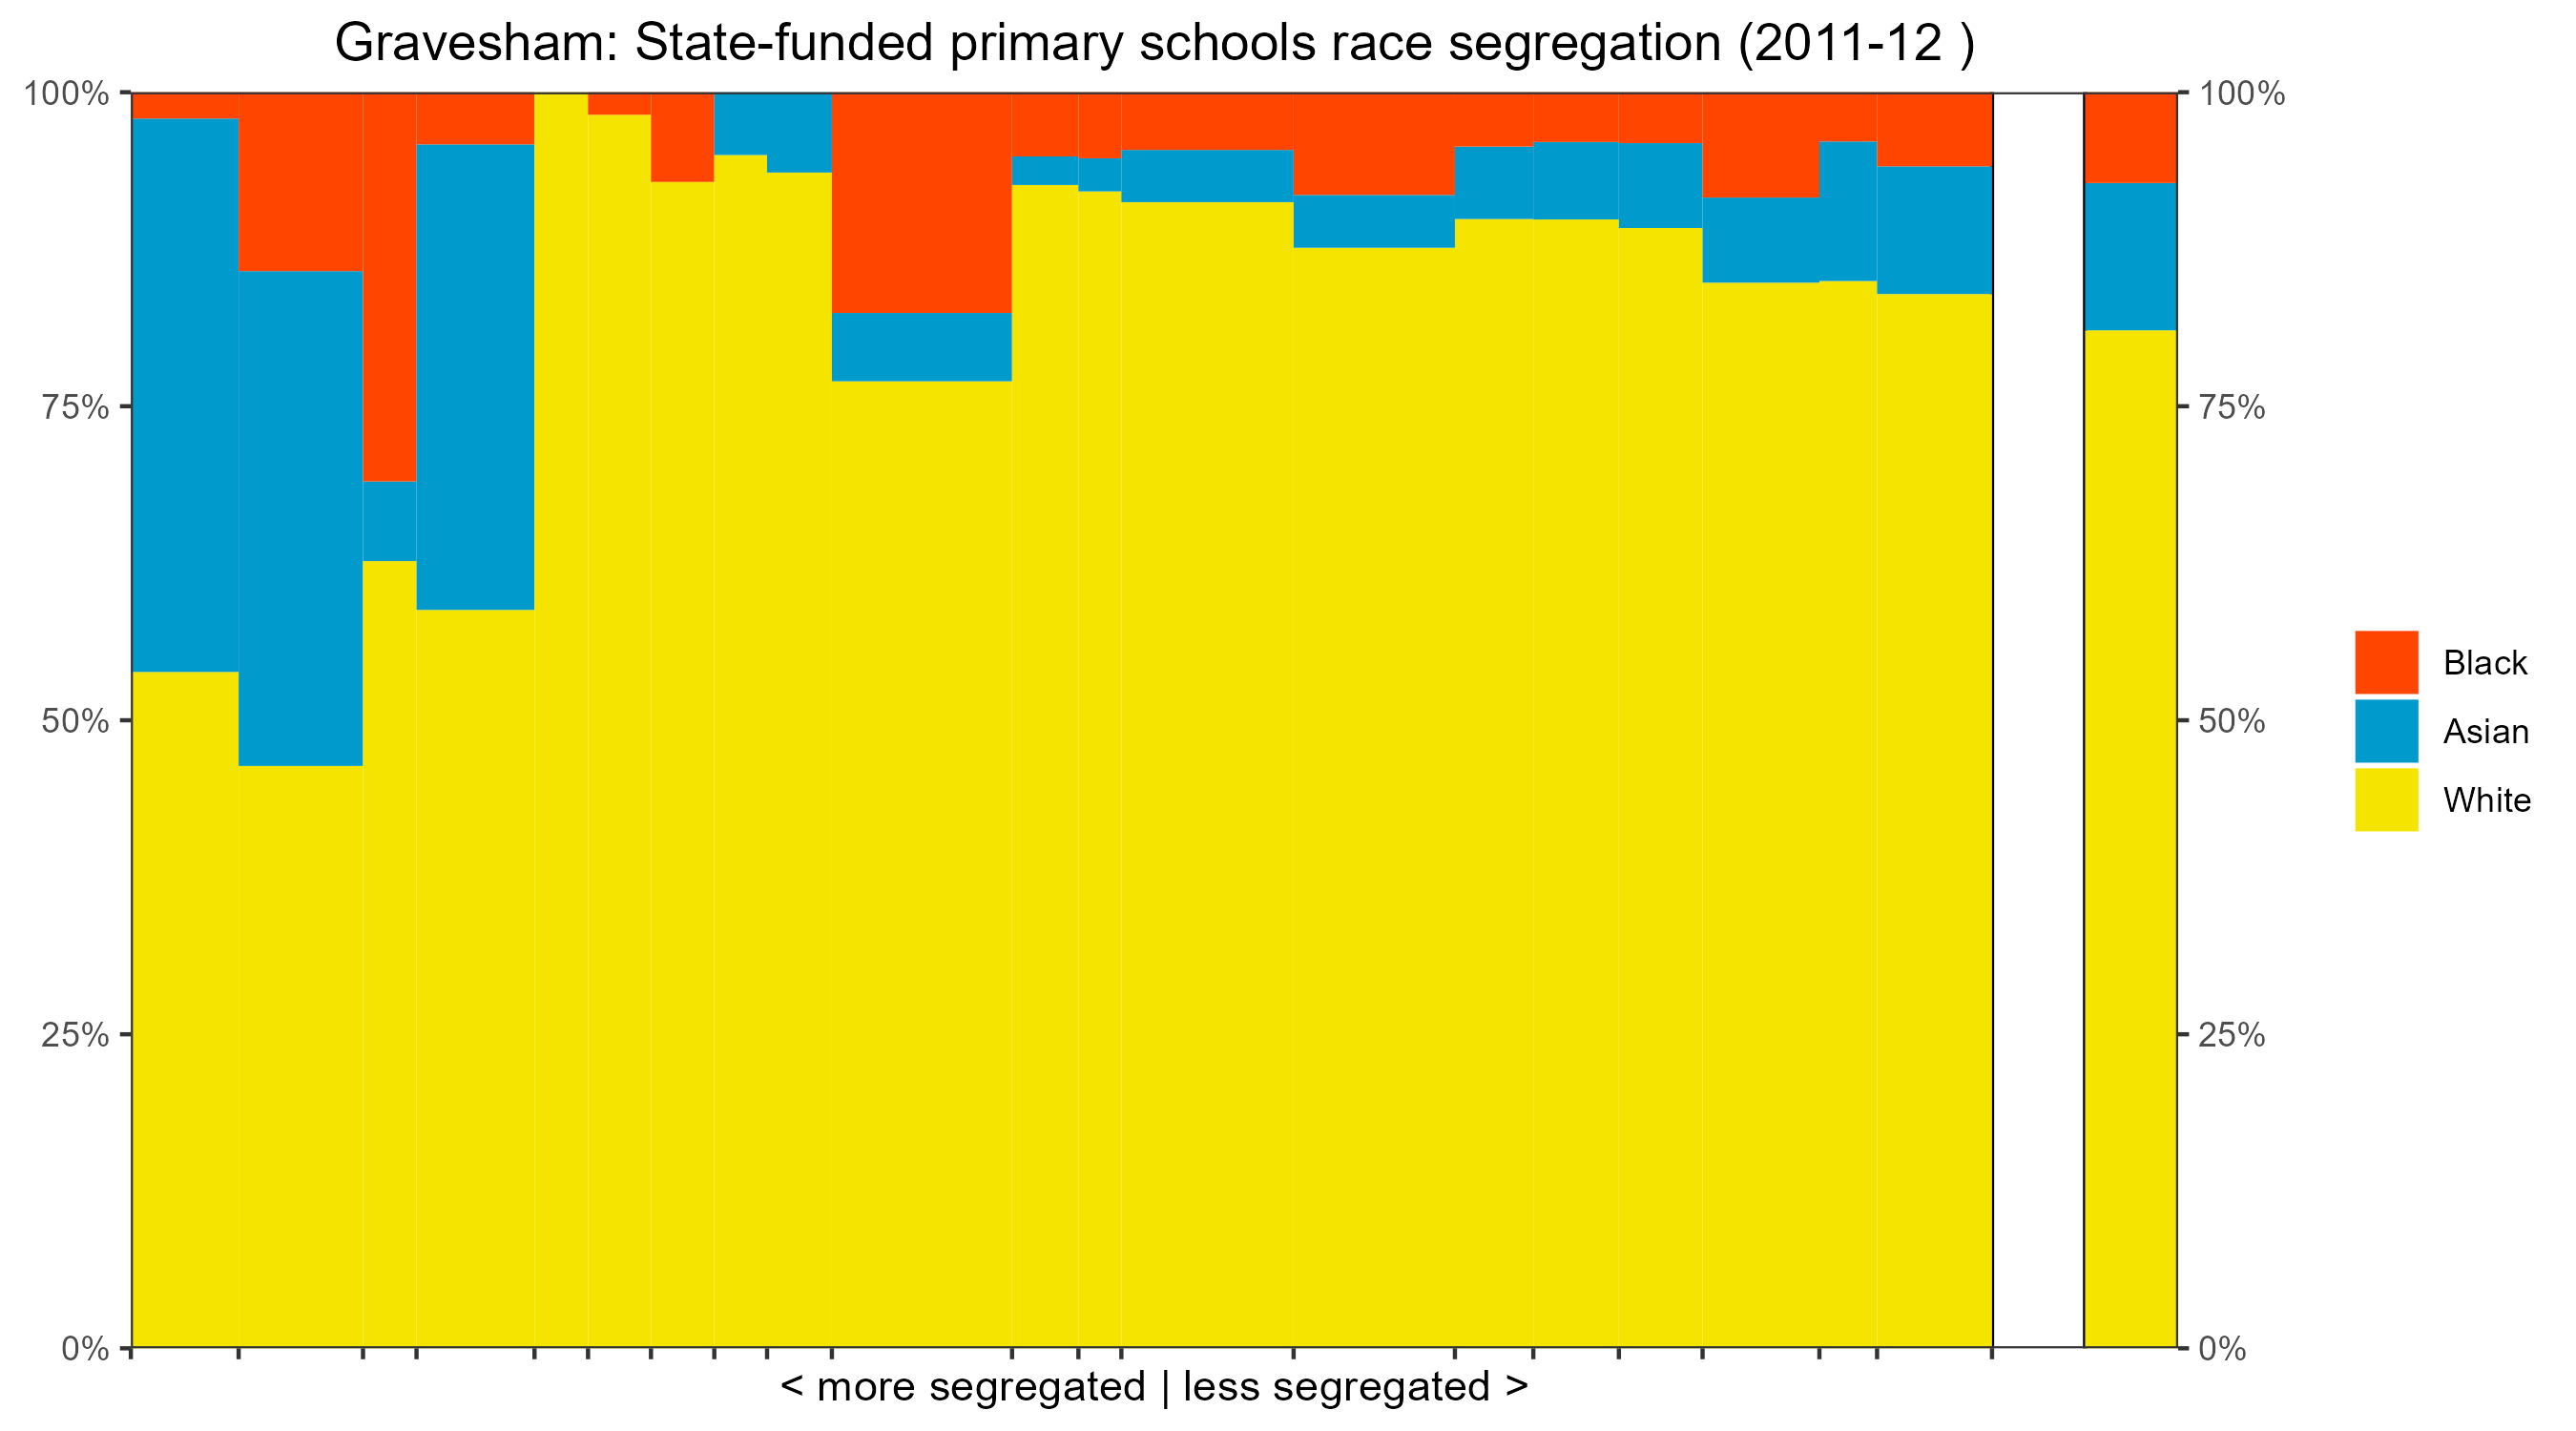 Gravesham: State-funded primary schools race segregation (2011-12 )
100%
75%
50%
25%
0%
100%
75%
50%
25%
0%
Black
Asian
White
< more segregated | less segregated >